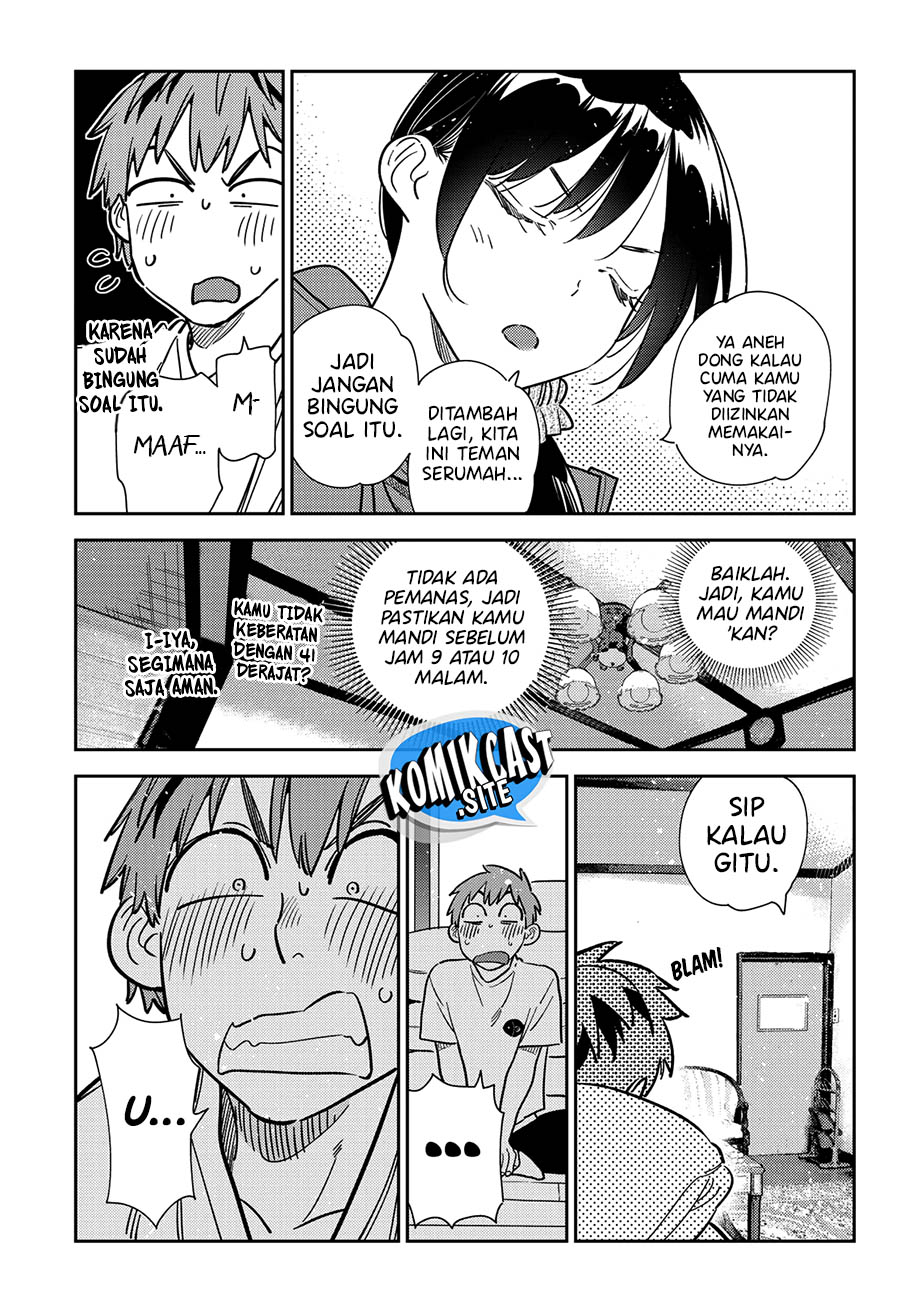 YA ANEH
DONG KALAU
CUMA KAMU
YANG TIDAK
DIIZINKAN
MEMAKAI-
NYA.
DITAMBAH
LAGI, KITA
INI TEMAN
SERUMAH...
JADI
JANGAN
BINGUNG
SOAL ITU.
M-
MAAF...
KARENA
SUDAH
BINGUNG
SOAL ITU.
BAIKLAH.
JADI, KAMU
MAU MANDI
'KAN?
TIDAK ADA
PEMANAS, JADI
PASTIKAN KAMU
MANDI SEBELUM
JAM 9 ATAU 10
MALAM.
KAMU TIDAK
KEBERATAN
DENGAN 41
DERAJAT?
I-IYA,
SEGIMANA
SAJA AMAN.
KOMIKCAST
.SITE
SIP
KALAU
GITU.
BLAM!
...
U...